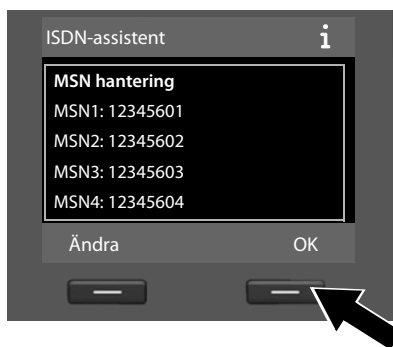 ISDN-assistent i
MSN hantering
MSN1: 12345601
MSN2: 12345602
MSN3: 12345603
MSN4: 12345604
Ändra OK